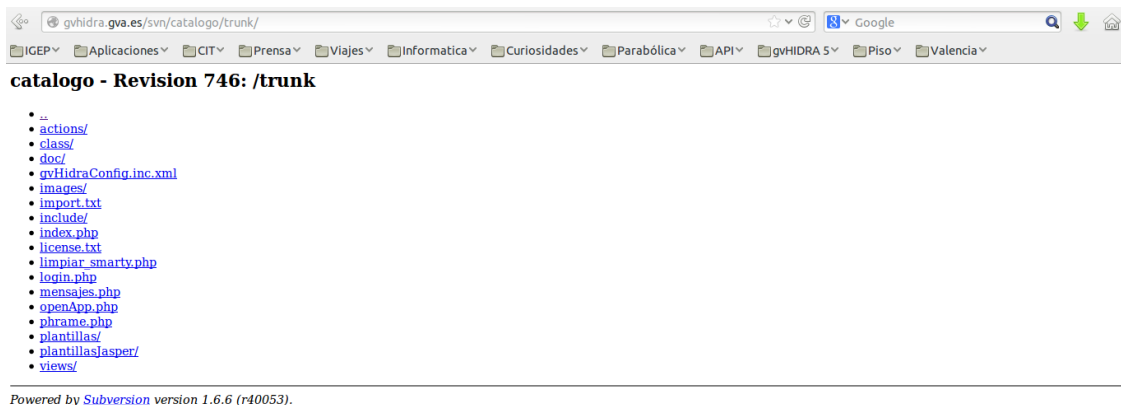 gvhidra.gva.es/svn/catalogo/trunk/ Google
IGEP Aplicaciones CIT Prensa Viajes Informatica Curiosidades Parabólica API gvHIDRA 5 Piso Valencia
catalogo - Revision 746: /trunk
..
actions/
class/
doc/
gvHidraConfig.inc.xml
images/
import.txt
include/
index.php
license.txt
limpiar_smarty.php
login.php
mensajes.php
openApp.php
phrame.php
plantillas/
plantillasJasper/
views/
Powered by Subversion version 1.6.6 (r40053).